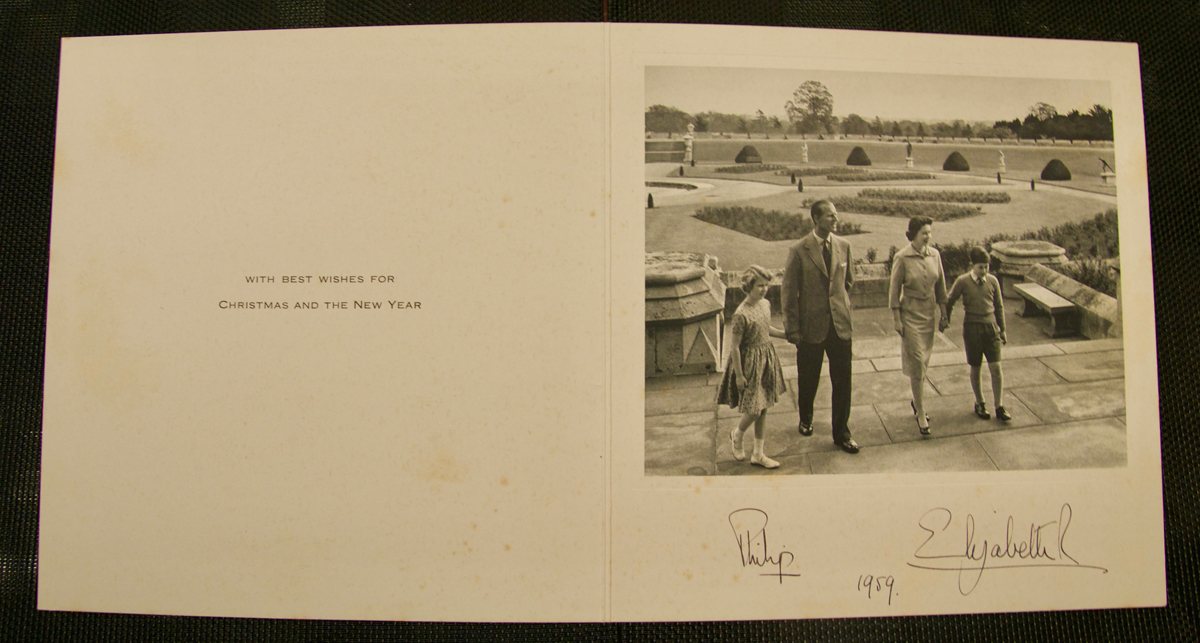 WITH BEST WISHES FOR
CHRISTMAS AND THE NEW YEAR
Philip
Elizabeth R
1959.